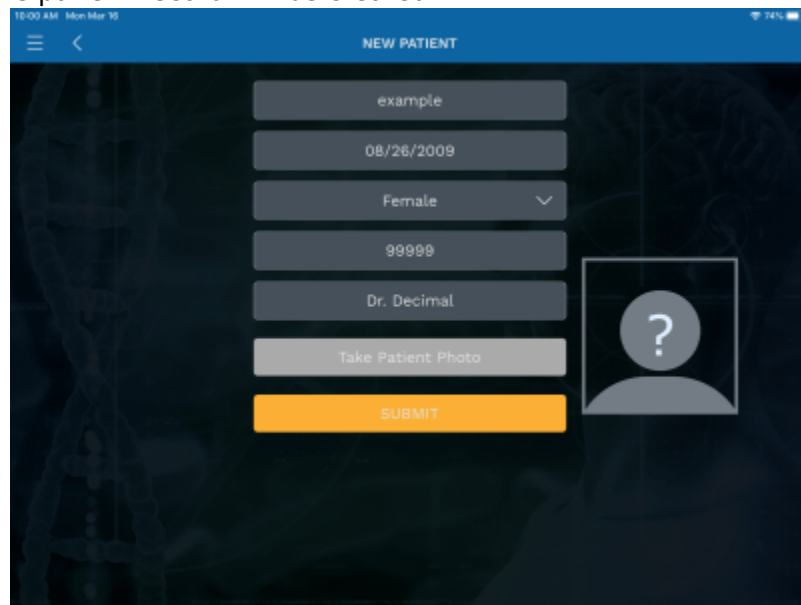 10:00 AM Mon Mar 16
74%
NEW PATIENT
example
08/26/2009
Female
99999
Dr. Decimal
Take Patient Photo
?
SUBMIT